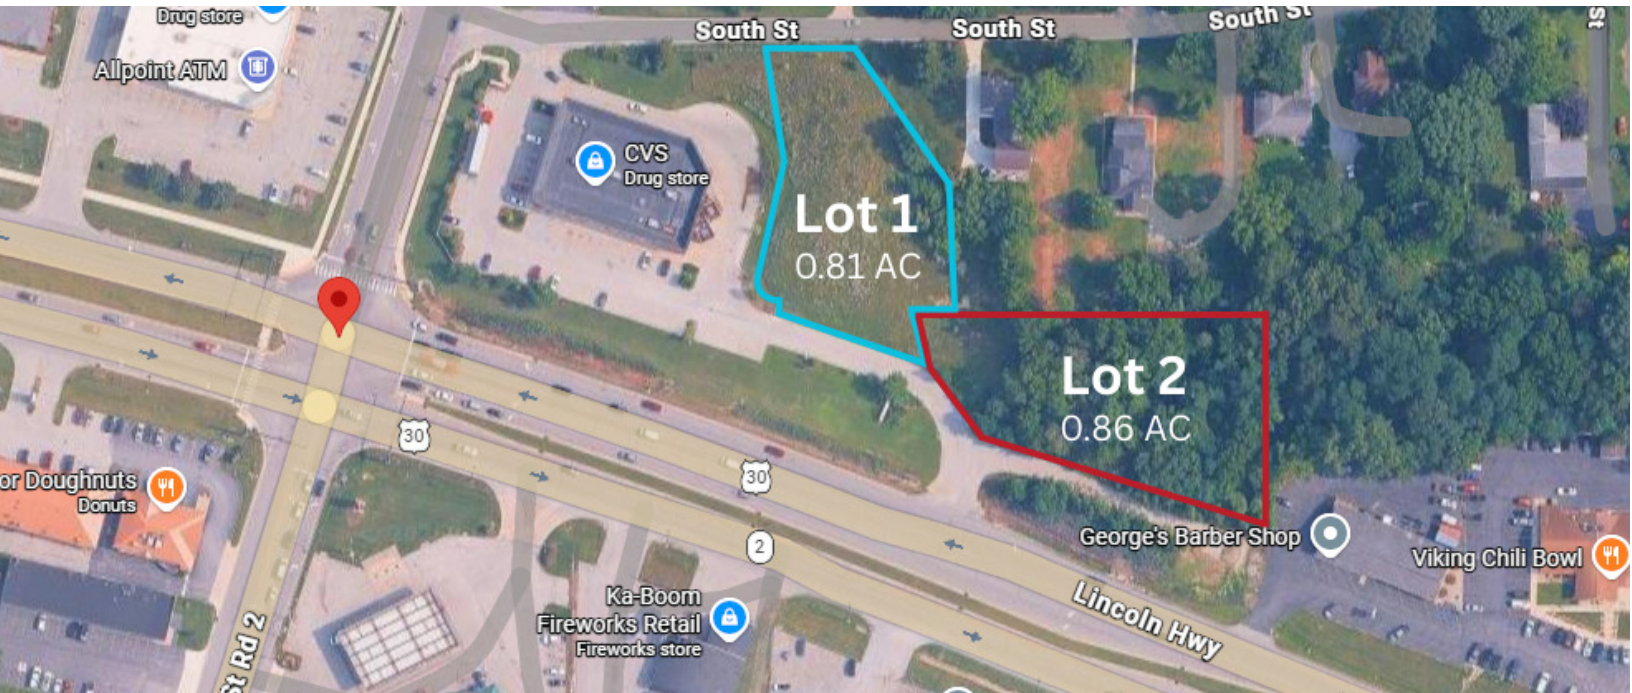 Drug store
South St
South St
South St
St
Allpoint ATM
CVS
Drug store
Lot 1
0.81 AC
Lot 2
0.86 AC
30
30
or Doughnuts
Donuts
2
George's Barber Shop
Viking Chili Bowl
Ka-Boom
Fireworks Retail
Fireworks store
Lincoln Hwy
St Rd 2